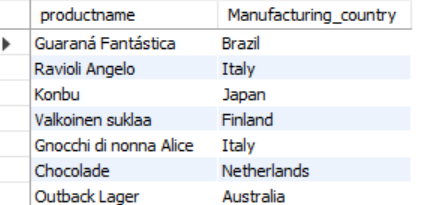 productname Manufacturing_country
Guaraná Fantástica Brazil
Ravioli Angelo Italy
Konbu Japan
Valkoinen suklaa Finland
Gnocchi di nonna Alice Italy
Chocolade Netherlands
Outback Lager Australia